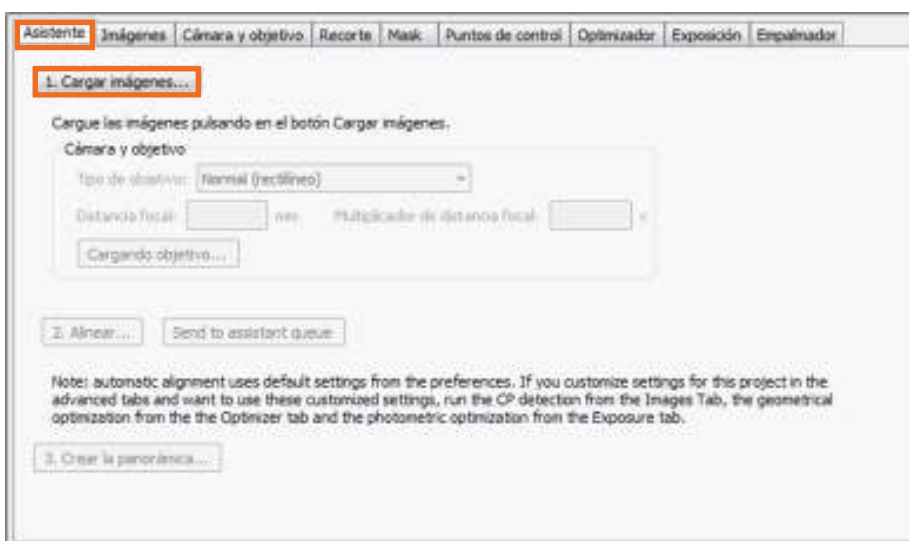 Asistente Imágenes Cámara y objetivo Recorte Mask Puntos de control Optimizador Exposición Empalmador
1. Cargar imágenes...
Cargue las imágenes pulsando en el botón Cargar imágenes.
Cámara y objetivo
Tipo de objetivo: Normal (rectilíneo)
Distancia focal: mm Multiplicador de distancia focal: x
Cargando objetivo...
2. Alinear... Send to assistant queue
Note: automatic alignment uses default settings from the preferences. If you customize settings for this project in the
advanced tabs and want to use these customized settings, run the CP detection from the Images Tab, the geometrical
optimization from the the Optimizer tab and the photometric optimization from the Exposure tab.
3. Crear la panorámica...